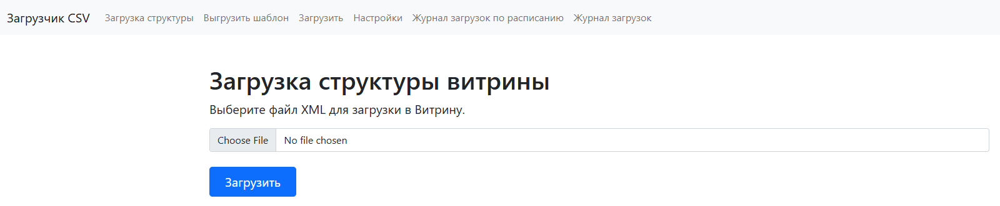 Загрузчик CSV Загрузка структуры Выгрузить шаблон Загрузить Настройки Журнал загрузок по расписанию Журнал загрузок
Загрузка структуры витрины
Выберите файл XML для загрузки в Витрину.
Choose File No file chosen
Загрузить